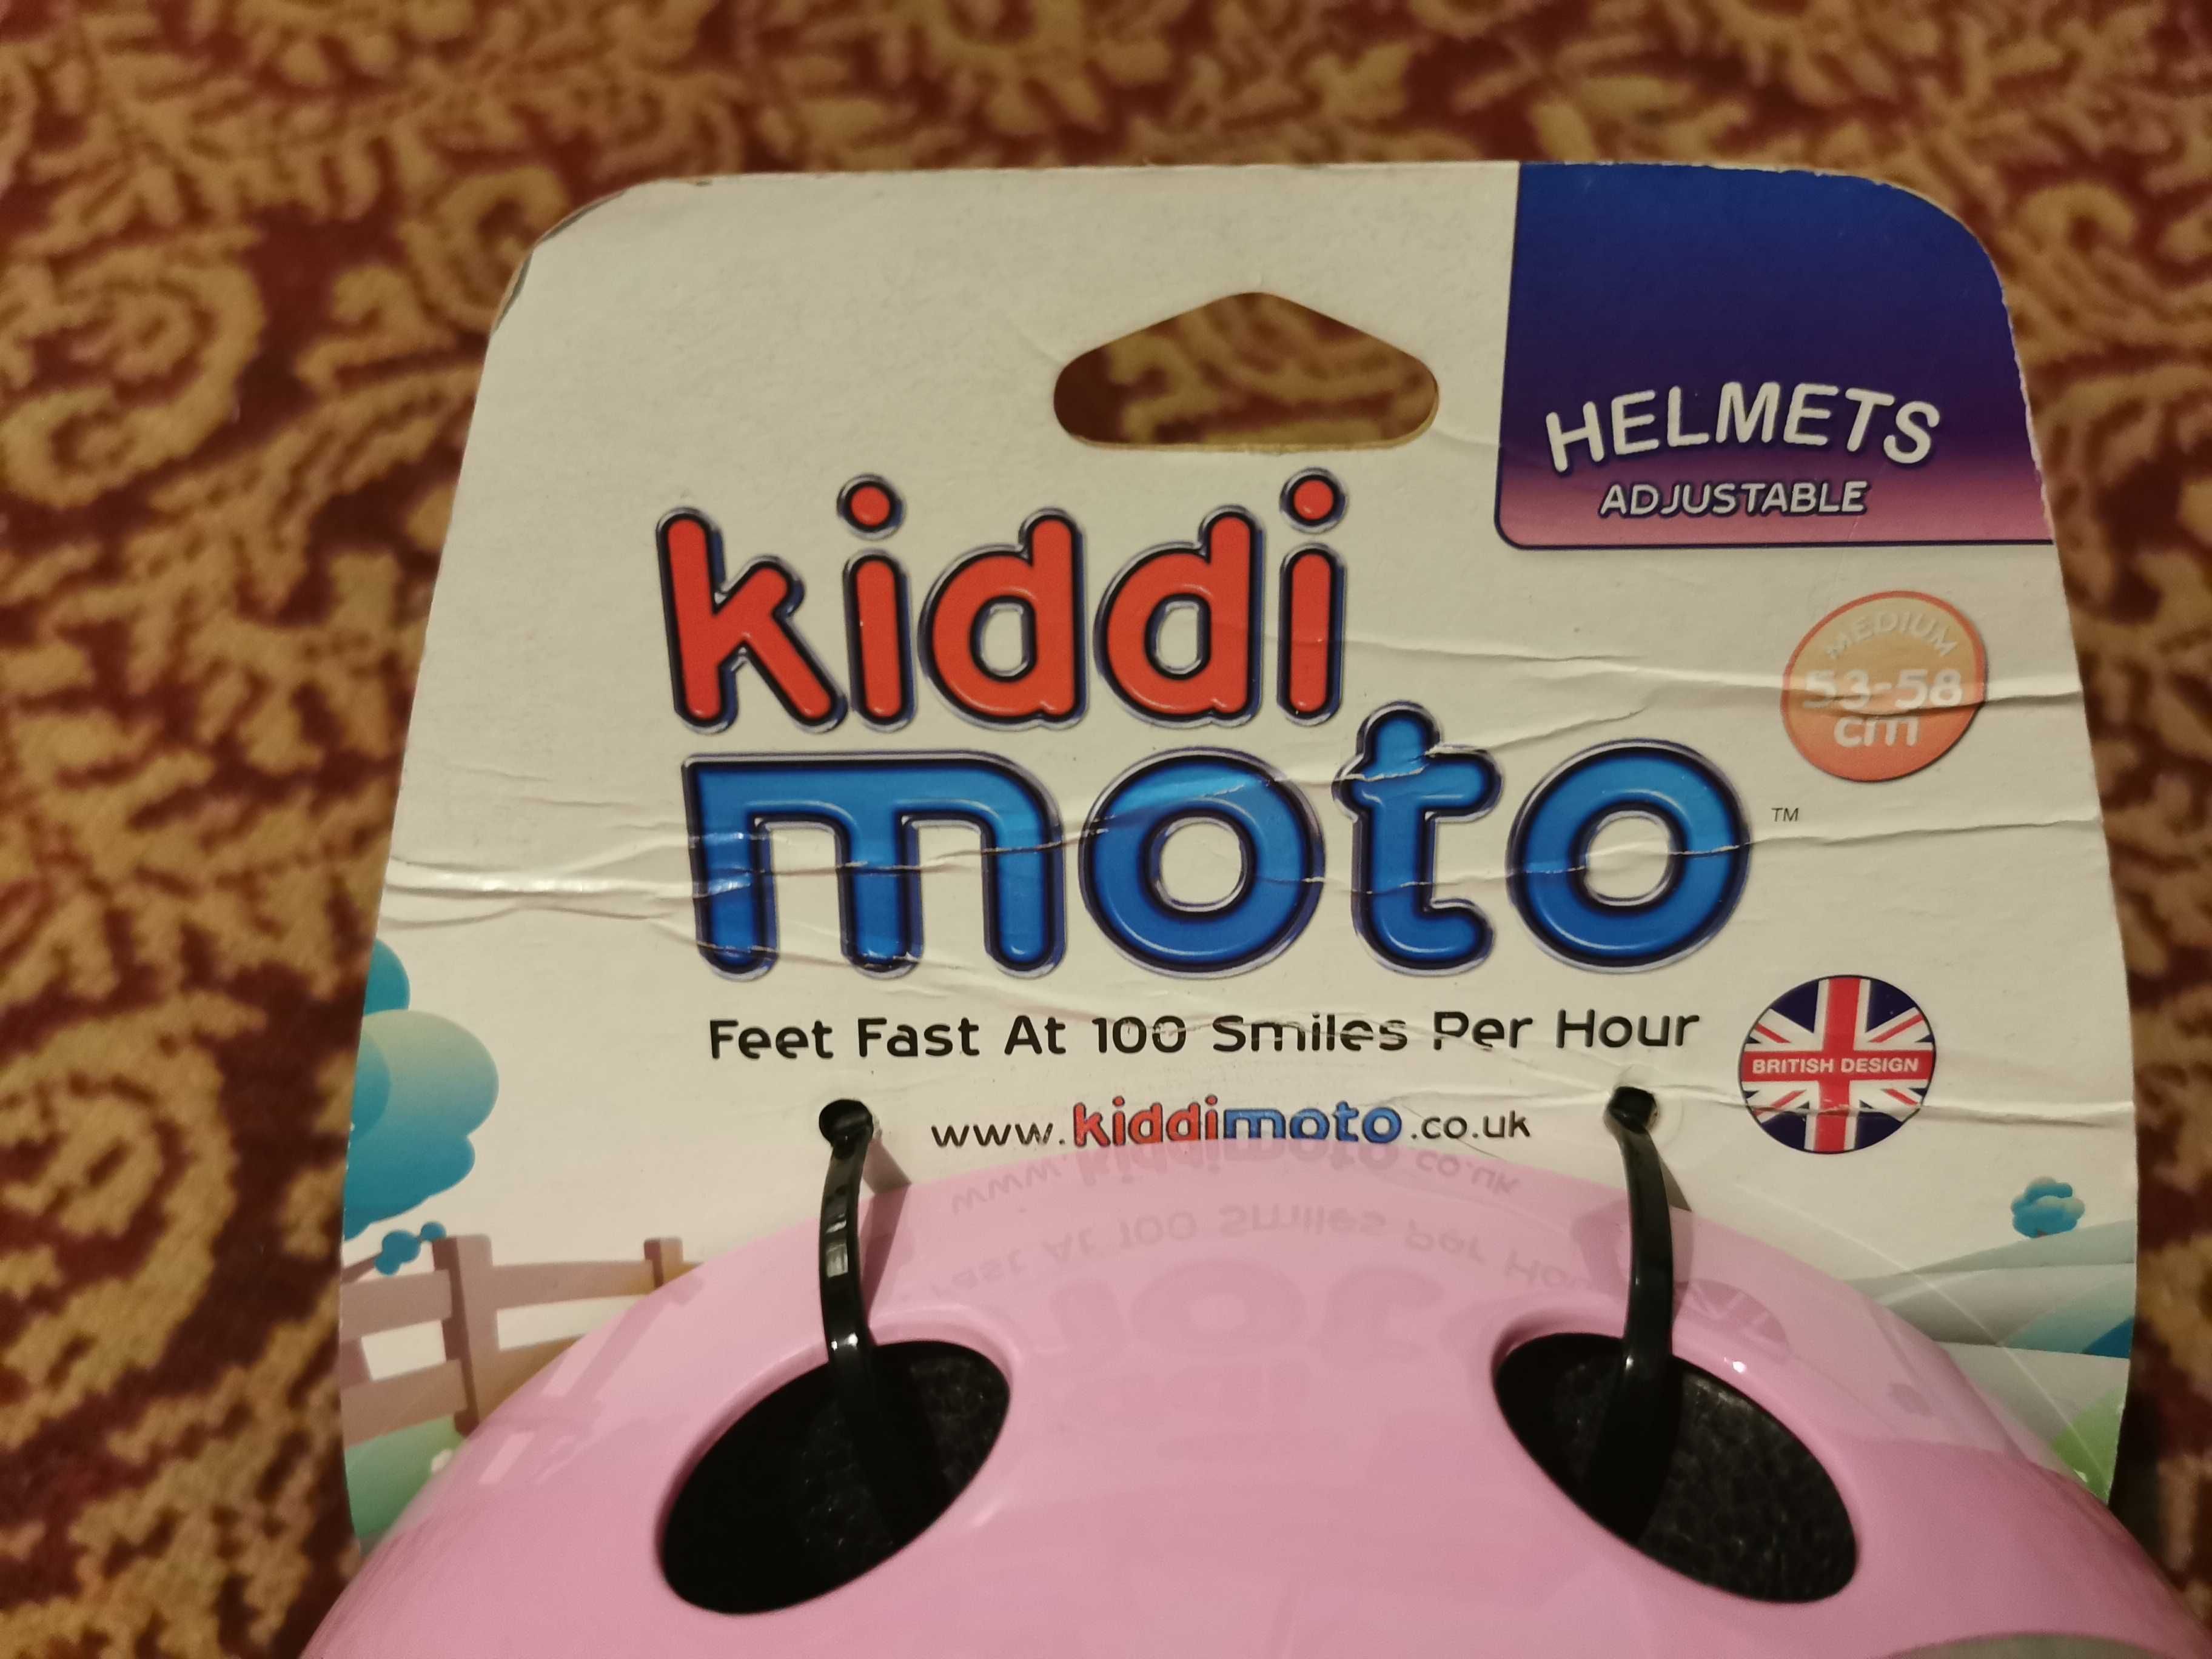 HELMETS
ADJUSTABLE
kiddi
moto
TM
MEDIUM
53-58
cm
Feet Fast At 100 Smiles Per Hour
BRITISH DESIGN
www.kiddimoto.co.uk